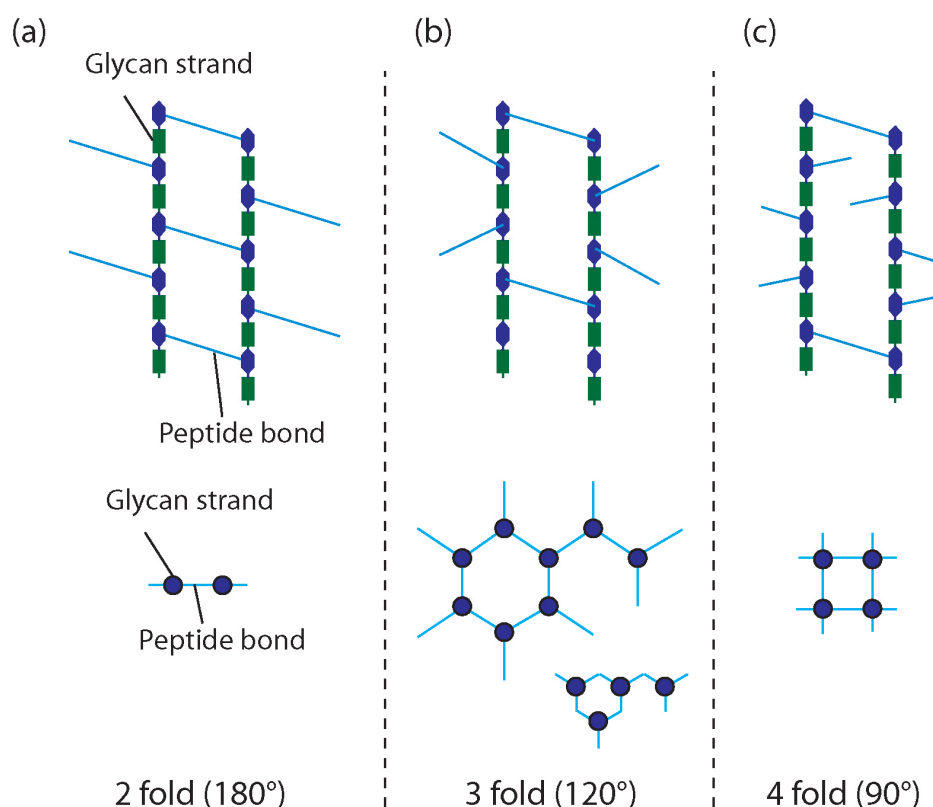 (a)
(b)
(c)
Glycan strand
Peptide bond
Glycan strand
Peptide bond
2 fold (180°)
3 fold (120°)
4 fold (90°)